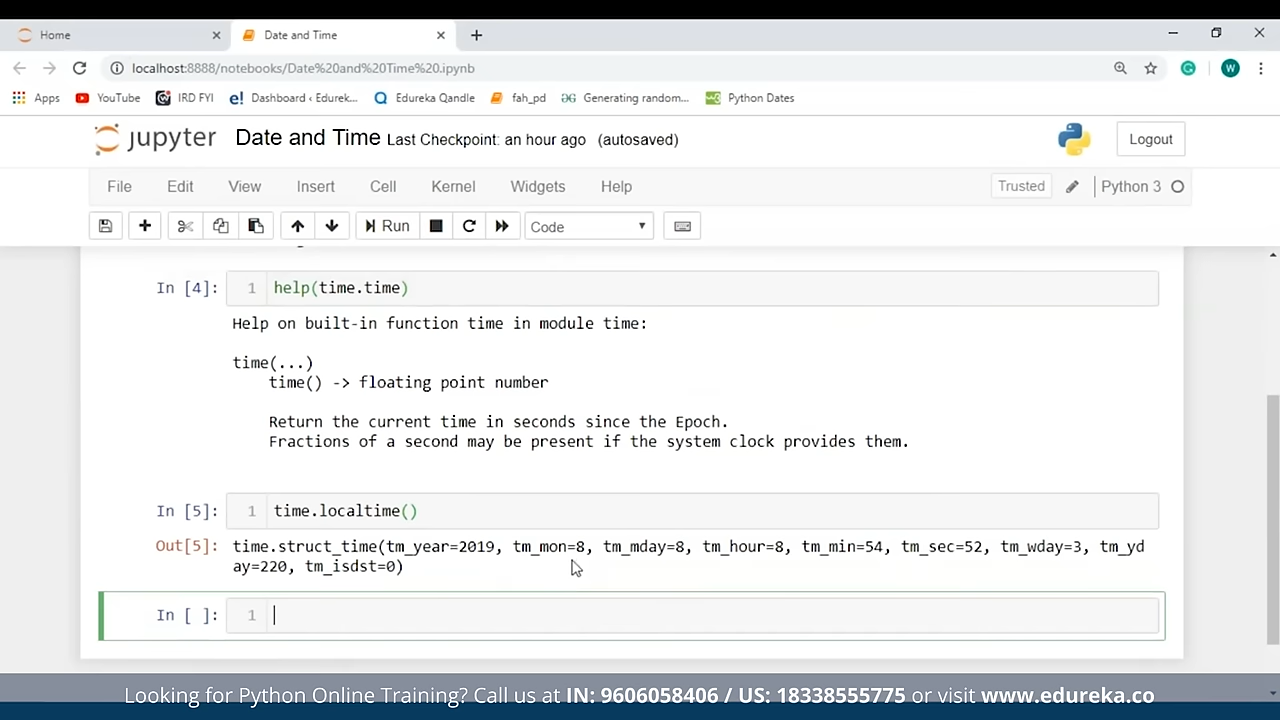 Home
Date and Time
localhost:8888/notebooks/Date%20and%20Time%20.ipynb
W
Apps
YouTube
IRD FYI
Dashboard ‹ Edurek...
Edureka Qandle
fah_pd
Generating random...
Python Dates
jupyter
Date and Time Last Checkpoint: an hour ago (autosaved)
Logout
File Edit View Insert Cell Kernel Widgets Help
Trusted
Python 3
Run
Code
In [4]:
1 help(time.time)
Help on built-in function time in module time:
time(...)
time() -> floating point number
Return the current time in seconds since the Epoch.
Fractions of a second may be present if the system clock provides them.
In [5]:
1 time.localtime()
Out[5]:
time.struct_time(tm_year=2019, tm_mon=8, tm_mday=8, tm_hour=8, tm_min=54, tm_sec=52, tm_wday=3, tm_yd
ay=220, tm_isdst=0)
In [ ]:
1
Looking for Python Online Training? Call us at IN: 9606058406 / US: 18338555775 or visit www.edureka.co